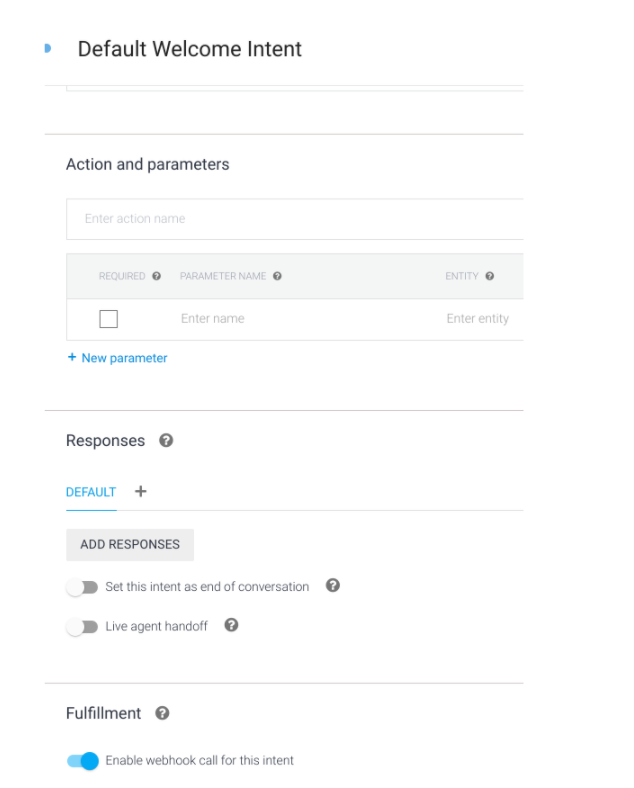 Default Welcome Intent
Action and parameters
Enter action name
REQUIRED ? PARAMETER NAME ? ENTITY ?
Enter name Enter entity
+ New parameter
Responses ?
DEFAULT +
ADD RESPONSES
Set this intent as end of conversation ?
Live agent handoff ?
Fulfillment ?
Enable webhook call for this intent